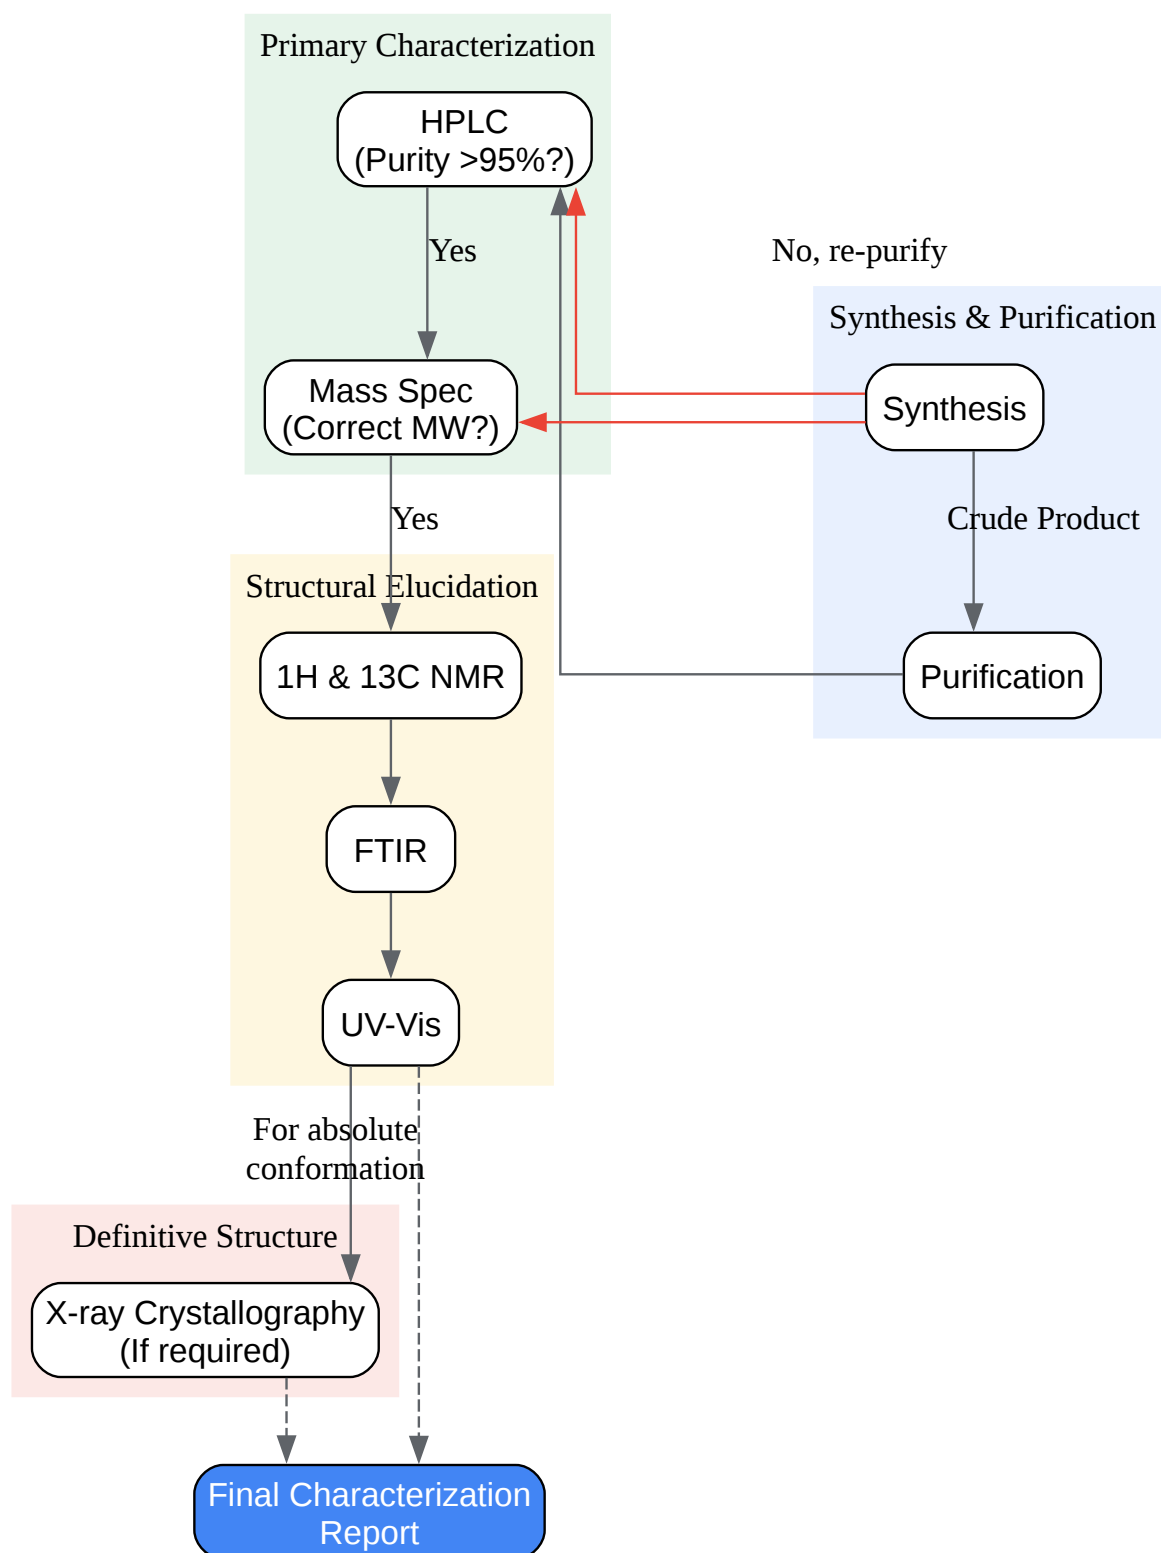 Primary Characterization
HPLC
(Purity >95%?)
Yes
No, re-purify
Synthesis & Purification
Mass Spec
(Correct MW?)
Synthesis
Yes
Crude Product
Structural Elucidation
1H & 13C NMR
Purification
FTIR
UV-Vis
For absolute
conformation
Definitive Structure
X-ray Crystallography
(If required)
Final Characterization
Report